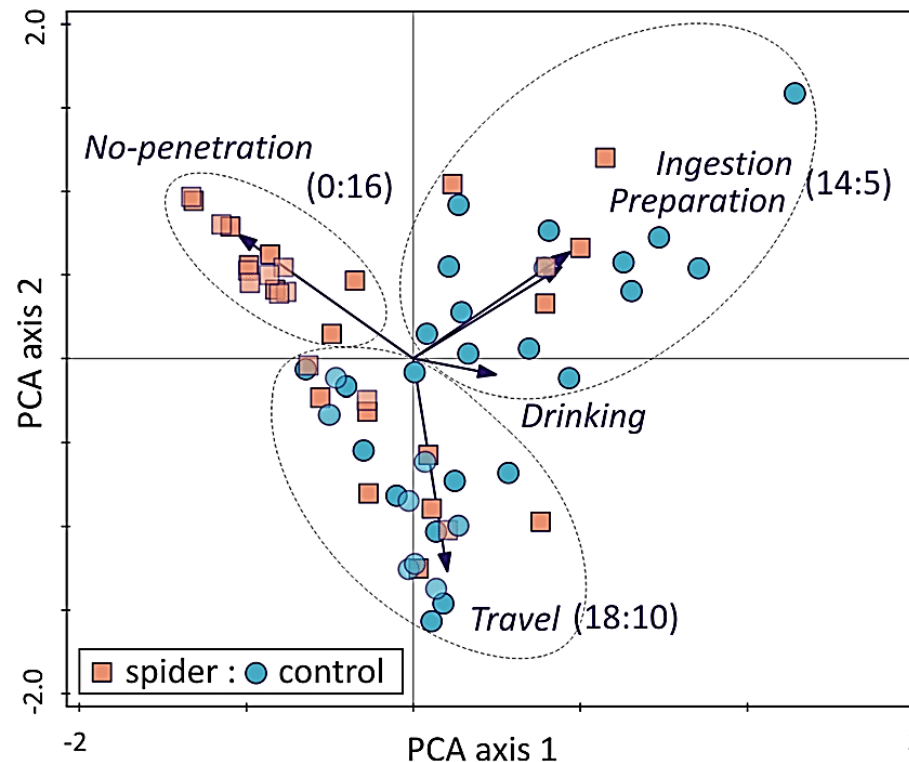 2.0
No-penetration
(0:16)
Ingestion
Preparation (14:5)
PCA axis 2
Drinking
Travel (18:10)
spider : control
-2.0
-2
PCA axis 1